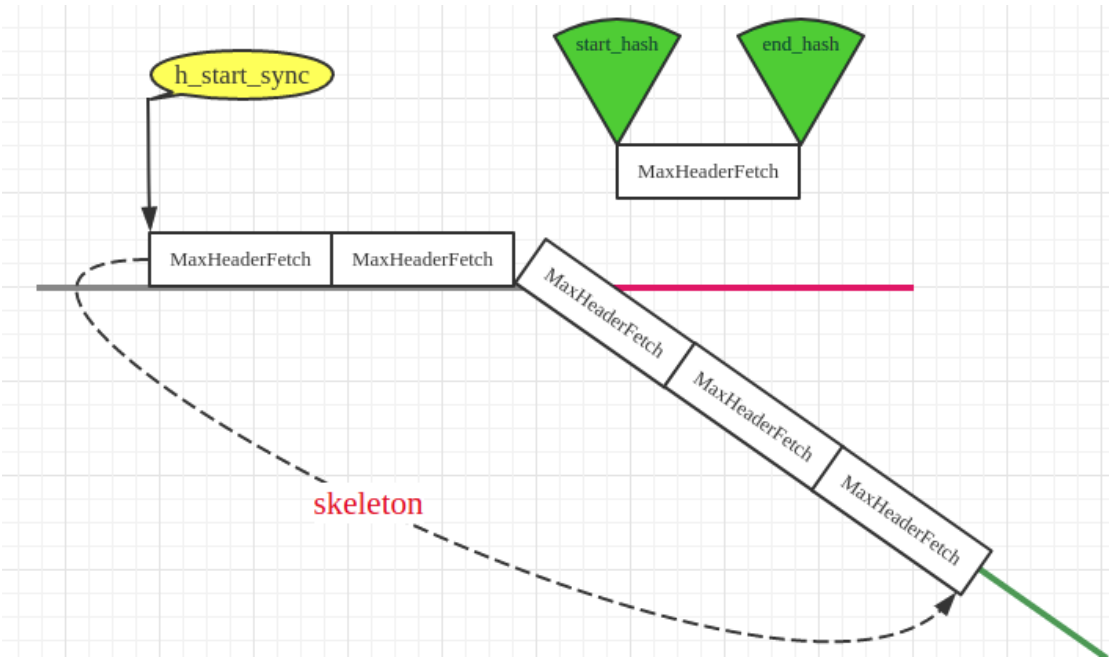 start_hash
end_hash
h_start_sync
MaxHeaderFetch
MaxHeaderFetch
MaxHeaderFetch
MaxHeaderFetch
MaxHeaderFetch
MaxHeaderFetch
skeleton